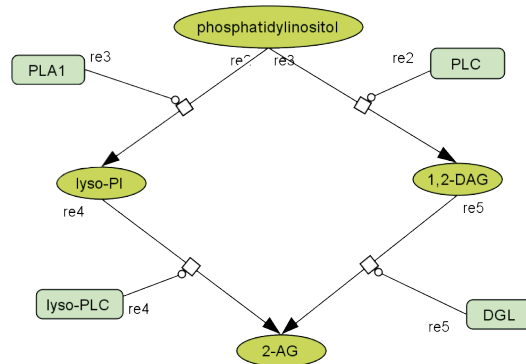 phosphatidylinositol
re3
re2
re3
re2
PLA1
PLC
lyso-PI
1,2-DAG
re4
re5
lyso-PLC
re4
DGL
re5
2-AG